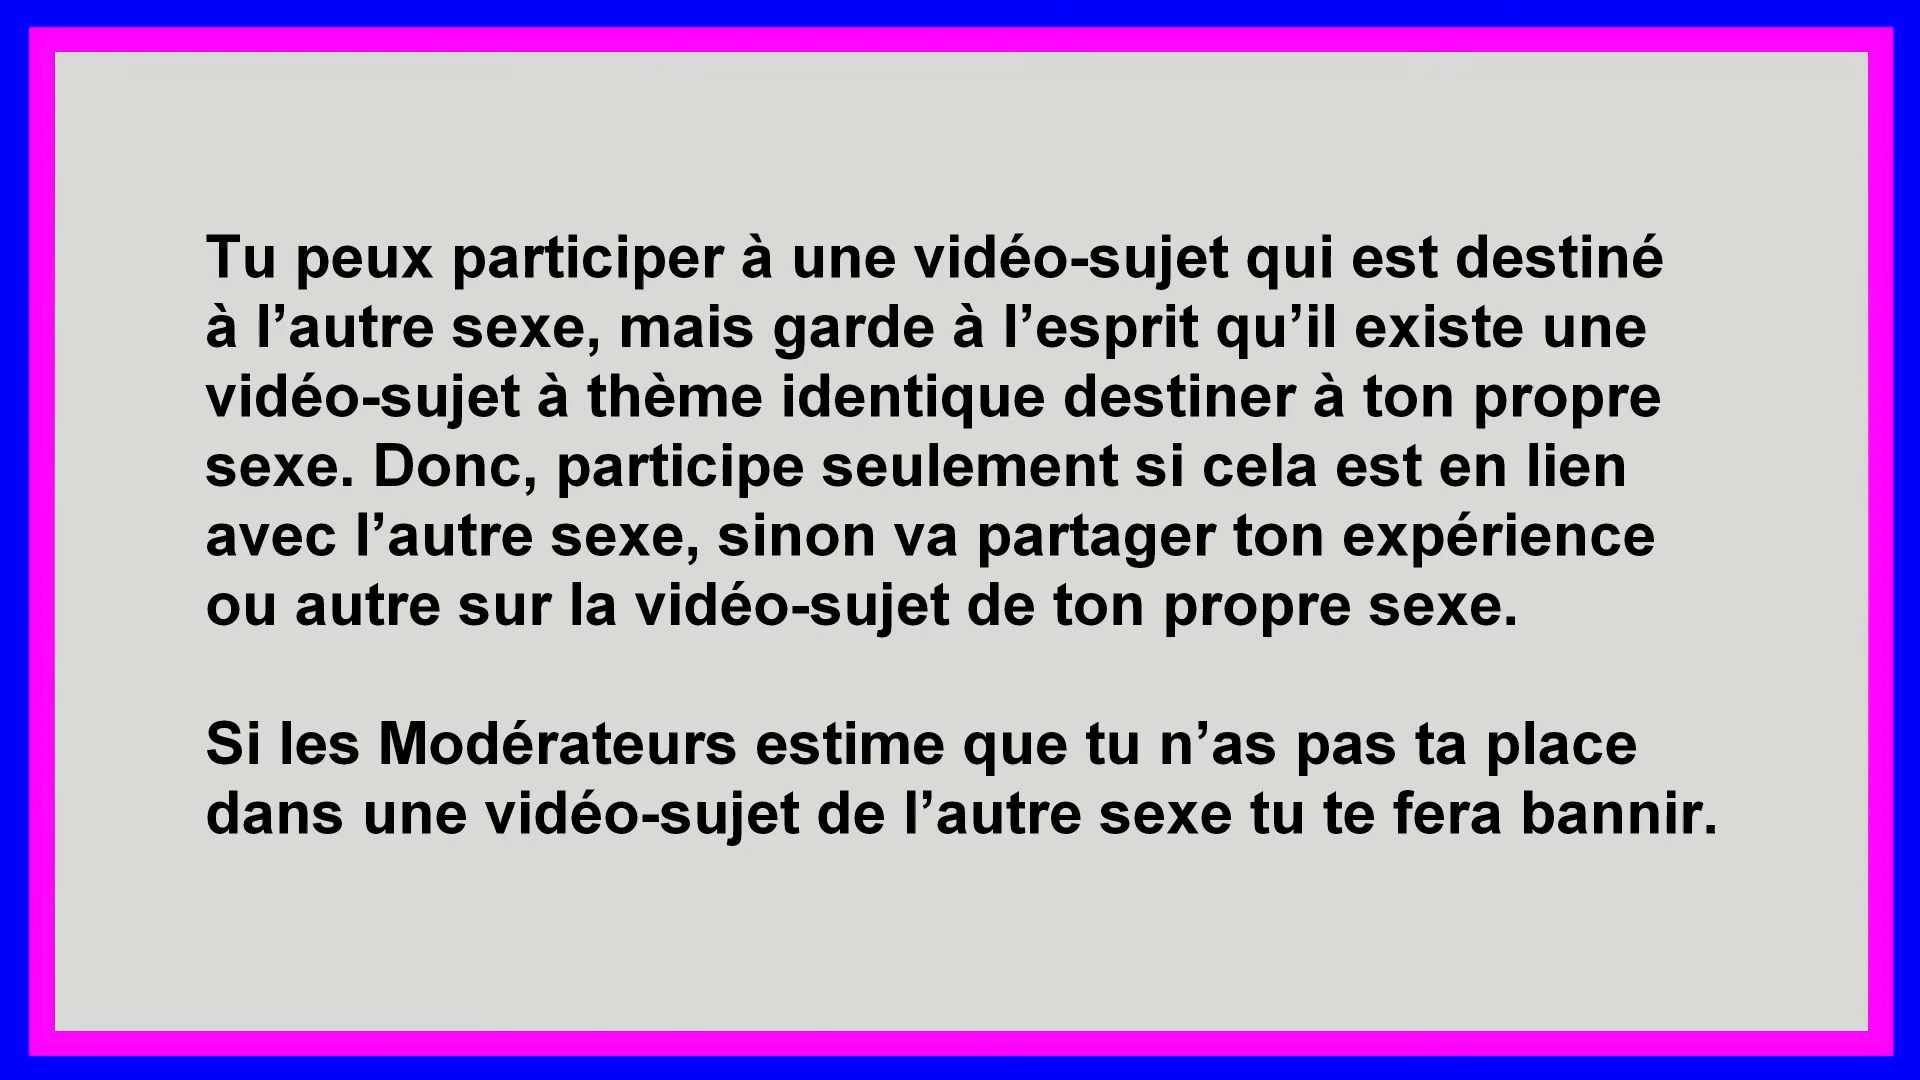 Tu peux participer à une vidéo-sujet qui est destiné
à l’autre sexe, mais garde à l’esprit qu’il existe une
vidéo-sujet à thème identique destiner à ton propre
sexe. Donc, participe seulement si cela est en lien
avec l’autre sexe, sinon va partager ton expérience
ou autre sur la vidéo-sujet de ton propre sexe.
Si les Modérateurs estime que tu n’as pas ta place
dans une vidéo-sujet de l’autre sexe tu te fera bannir.